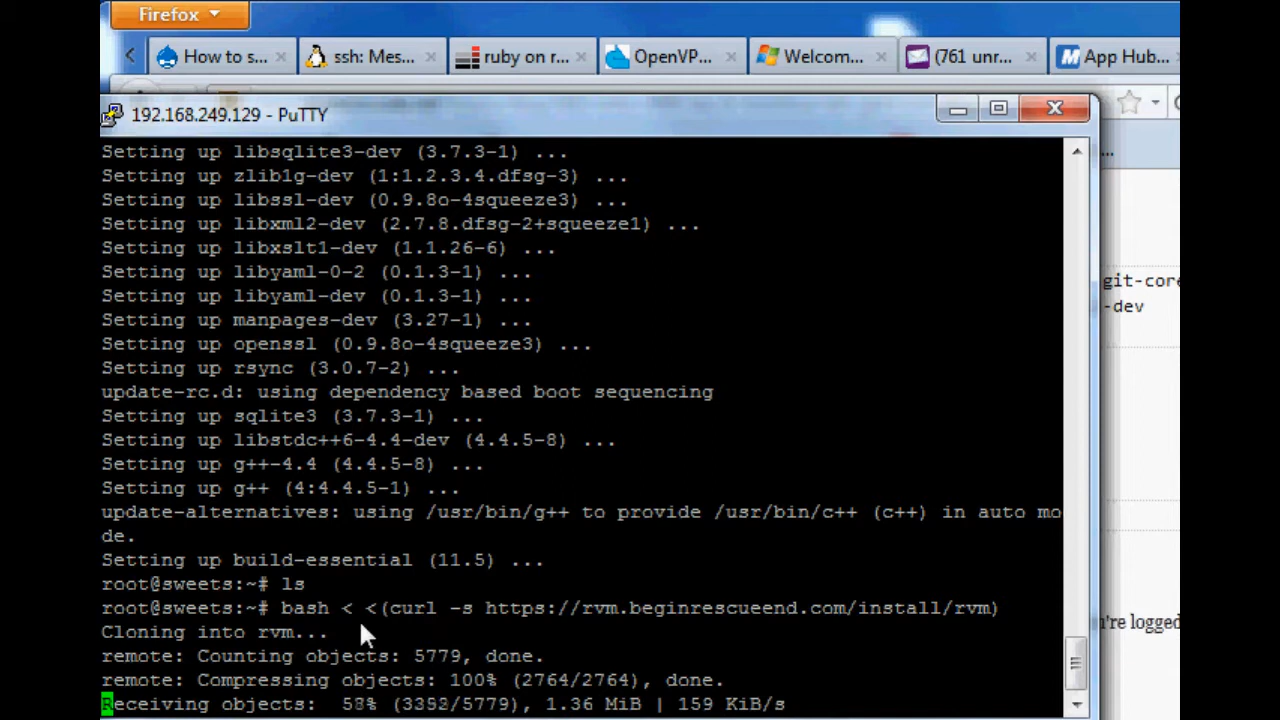 Firefox
How to s...
ssh: Mes...
ruby on r...
OpenVP...
Welcom...
(761 unr...
App Hub...
192.168.249.129 - PuTTY
Setting up libsqlite3-dev (3.7.3-1) ...
Setting up zlib1g-dev (1:1.2.3.4.dfsg-3) ...
Setting up libssl-dev (0.9.8o-4squeeze3) ...
Setting up libxml2-dev (2.7.8.dfsg-2+squeeze1) ...
Setting up libxslt1-dev (1.1.26-6) ...
Setting up libyaml-0-2 (0.1.3-1) ...
Setting up libyaml-dev (0.1.3-1) ...
Setting up manpages-dev (3.27-1) ...
Setting up openssl (0.9.8o-4squeeze3) ...
Setting up rsync (3.0.7-2) ...
update-rc.d: using dependency based boot sequencing
Setting up sqlite3 (3.7.3-1) ...
Setting up libstdc++6-4.4-dev (4.4.5-8) ...
Setting up g++-4.4 (4.4.5-8) ...
Setting up g++ (4:4.4.5-1) ...
update-alternatives: using /usr/bin/g++ to provide /usr/bin/c++ (c++) in auto mo
de.
Setting up build-essential (11.5) ...
root@sweets:~# ls
root@sweets:~# bash < <(curl -s https://rvm.beginrescueend.com/install/rvm)
Cloning into rvm...
remote: Counting objects: 5779, done.
remote: Compressing objects: 100% (2764/2764), done.
Receiving objects: 58% 1.36 MiB | 159 KiB/s
...
git-core
-dev
're logged